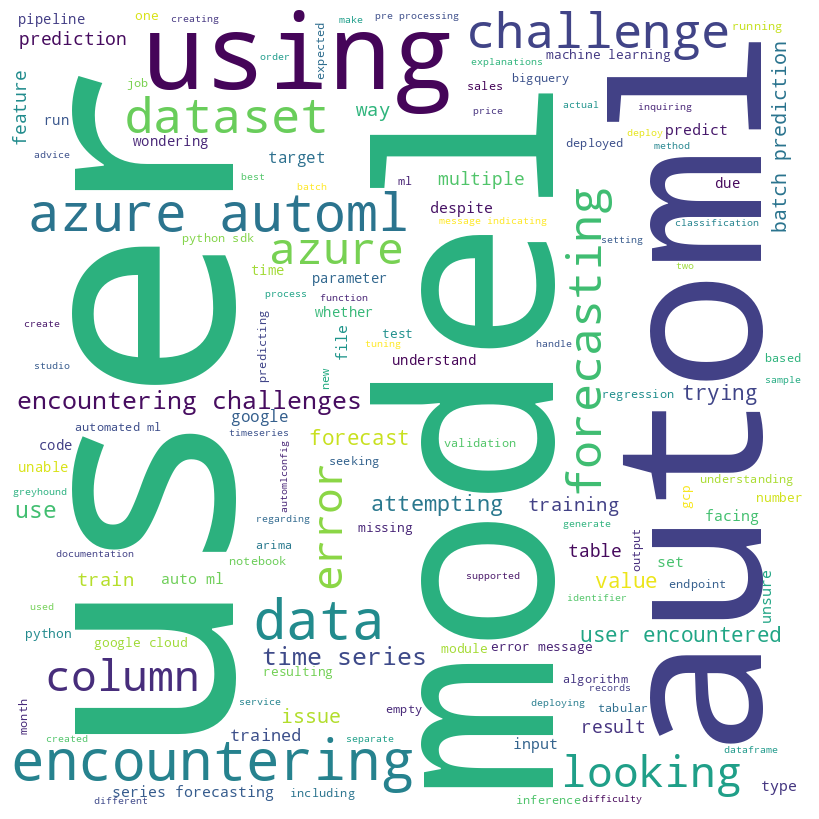 pipeline
one
creating
pre processing
make
explanations
running
prediction
using
challenge
machine learning
order
expected
feature
job
dataset
way
sales
bigquery
price
actual
inquiring
run
wondering
deployed
deploy
predict
method
batch prediction
advice
target
best
batch
ml
multiple
due
azure automl
despite
message indicating
classification
python sdk
azure
setting
time
parameter
two
process
function
whether
forecasting
create
file
test
tuning
handle
studio
predicting
understand
based
new
sample
regression
trying
encountering challenges
google
automated ml
timeseries
forecast
validation
code
unable
seeking
automlconfig
error
greyhound
use
regarding
attempting
training
understanding
gcp
number
facing
missing
generate
arima
documentation
notebook
table
output
set
train
auto ml
supported
value
endpoint
unsure
used
identifier
user
model
automl
data
python
google cloud
user encountered
module
error message
time series
column
resulting
algorithm
records
service
month
issue
empty
deploying
tabular
trained
result
created
separate
input
dataframe
encountering
looking
series forecasting
including
type
different
inference
difficulty